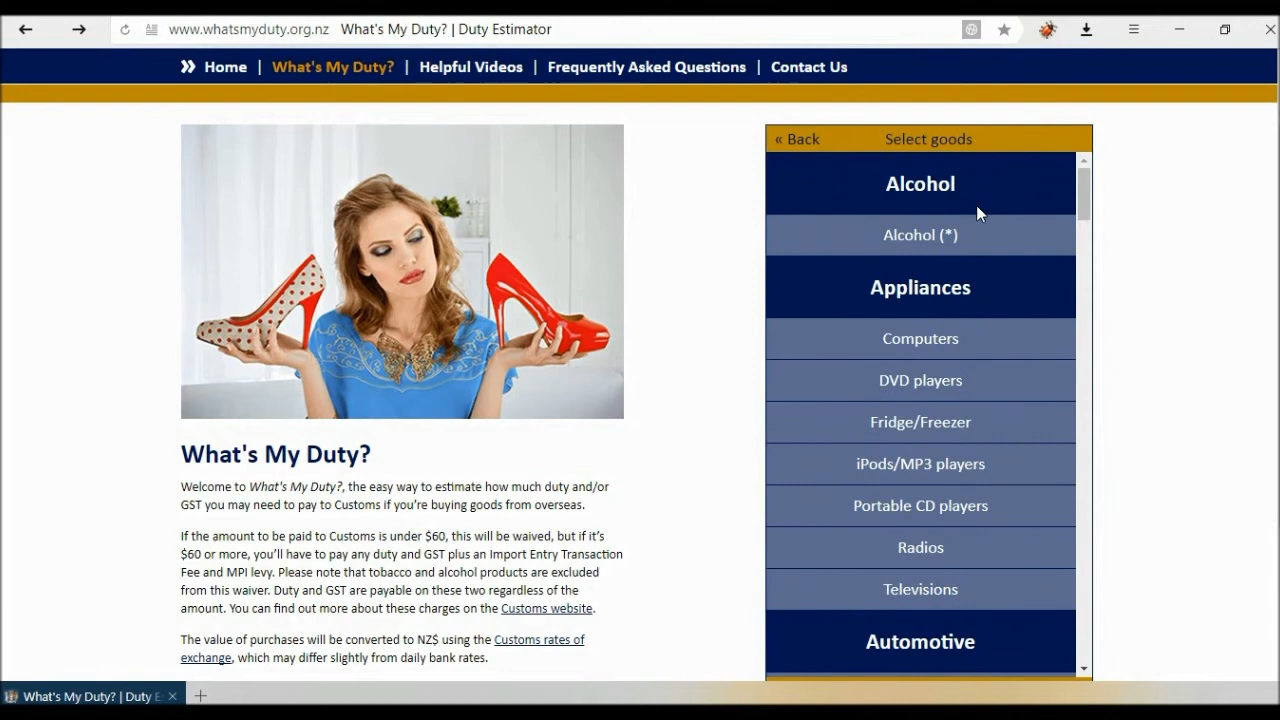 www.whatsmyduty.org.nz What's My Duty? | Duty Estimator
Home | What's My Duty? | Helpful Videos | Frequently Asked Questions | Contact Us
What's My Duty?
Welcome to What's My Duty?, the easy way to estimate how much duty and/or
GST you may need to pay to Customs if you're buying goods from overseas.
If the amount to be paid to Customs is under $60, this will be waived, but if it's
$60 or more, you'll have to pay any duty and GST plus an Import Entry Transaction
Fee and MPI levy. Please note that tobacco and alcohol products are excluded
from this waiver. Duty and GST are payable on these two regardless of the
amount. You can find out more about these charges on the Customs website.
The value of purchases will be converted to NZ$ using the Customs rates of
exchange, which may differ slightly from daily bank rates.
« Back Select goods
Alcohol
Alcohol (*)
Appliances
Computers
DVD players
Fridge/Freezer
iPods/MP3 players
Portable CD players
Radios
Televisions
Automotive
What's My Duty? | Duty E